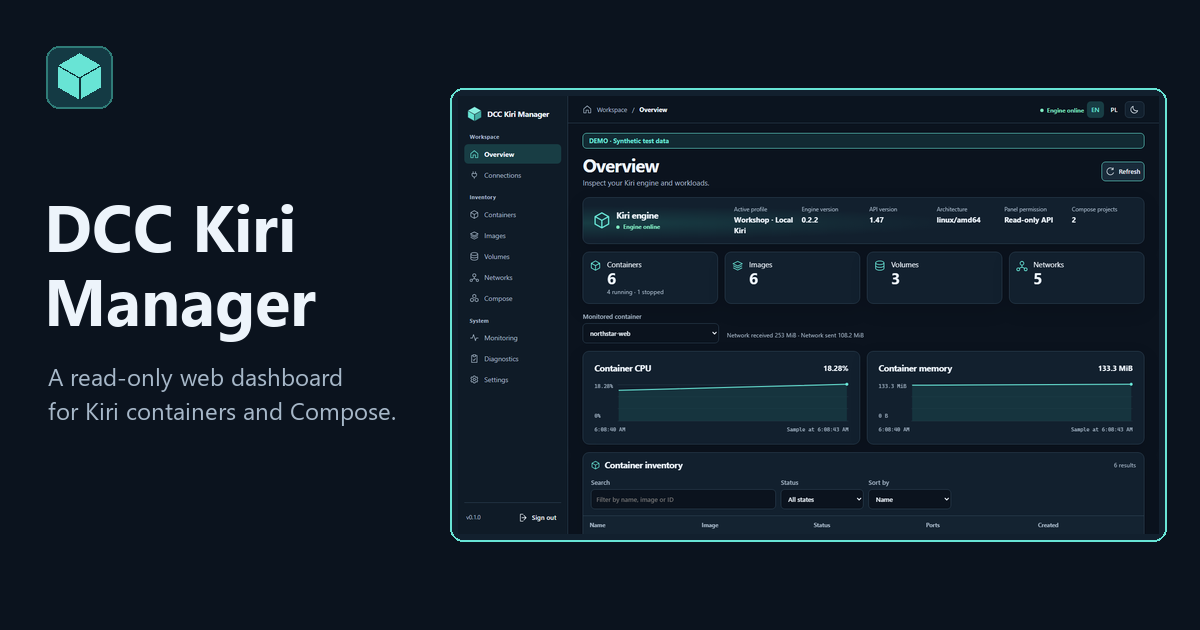 DCC Kiri
Manager
A read-only web dashboard
for Kiri containers and Compose.
DCC Kiri Manager
Workspace
Overview
Connections
Inventory
Containers
Images
Volumes
Networks
Compose
System
Monitoring
Diagnostics
Settings
v0.1.0
Sign out
Workspace / Overview
Engine online EN PL
DEMO · Synthetic test data
Overview
Inspect your Kiri engine and workloads.
Refresh
Kiri engine
Engine online
Active profile
Workshop · Local
Kiri
Engine version
0.2.2
API version
1.47
Architecture
linux/amd64
Panel permission
Read-only API
Compose projects
2
Containers
6
4 running · 1 stopped
Images
6
Volumes
3
Networks
5
Monitored container
northstar-web
Network received 253 MiB · Network sent 108.2 MiB
Container CPU 18.28%
18.28%
0%
6:08:40 AM Sample at 6:08:43 AM
Container memory 133.3 MiB
133.3 MiB
0 B
6:08:40 AM Sample at 6:08:43 AM
Container inventory 6 results
Search
Filter by name, image or ID
Status
All states
Sort by
Name
Name Image Status Ports Created